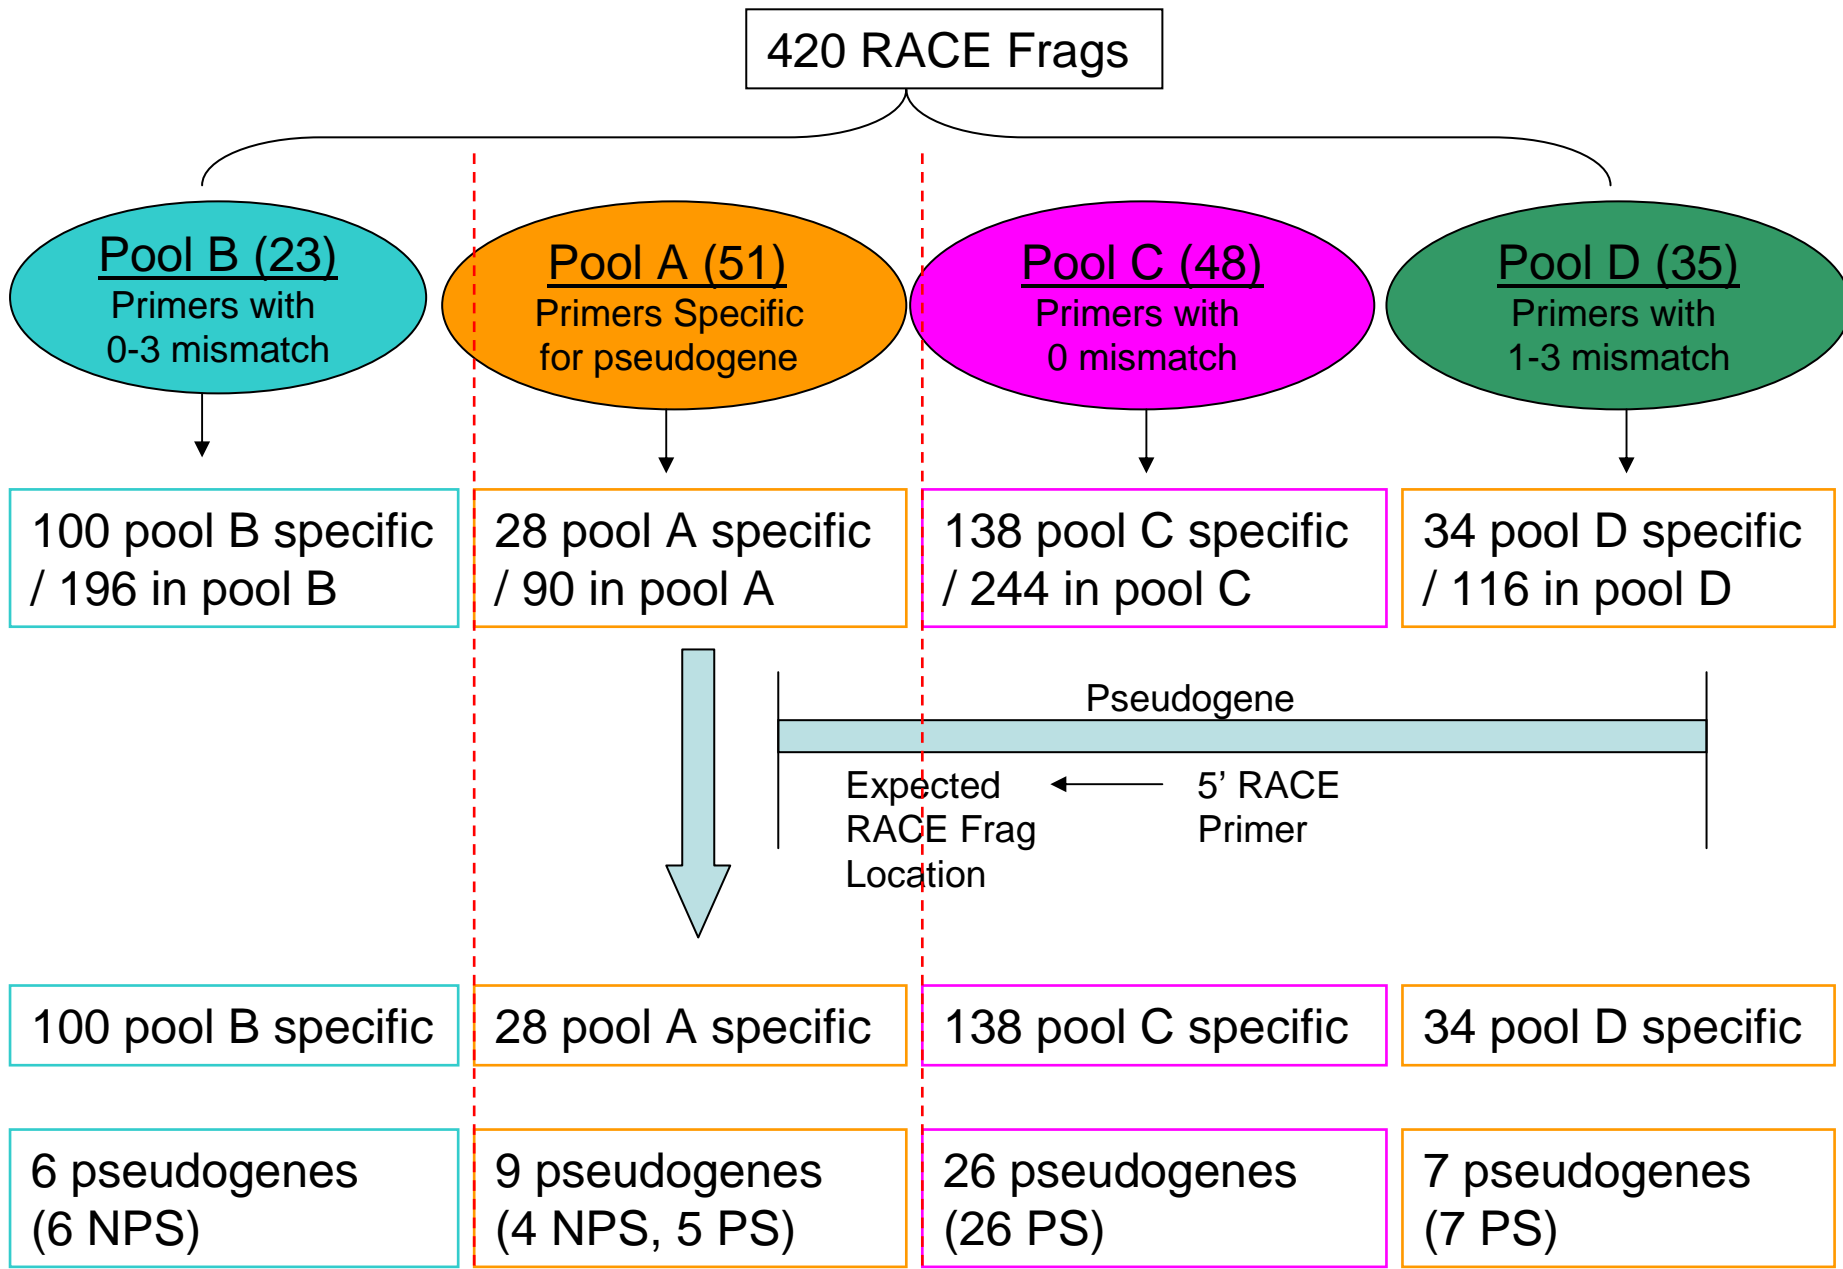 420 RACE Frags
Pool B (23)
Primers with
0-3 mismatch
Pool A (51)
Primers Specific
for pseudogene
Pool C (48)
Primers with
0 mismatch
Pool D (35)
Primers with
1-3 mismatch
100 pool B specific
/ 196 in pool B
28 pool A specific
/ 90 in pool A
138 pool C specific
/ 244 in pool C
34 pool D specific
/ 116 in pool D
Pseudogene
Expected
RACE Frag
Location
5’ RACE
Primer
100 pool B specific
28 pool A specific
138 pool C specific
34 pool D specific
6 pseudogenes
(6 NPS)
9 pseudogenes
(4 NPS, 5 PS)
26 pseudogenes
(26 PS)
7 pseudogenes
(7 PS)